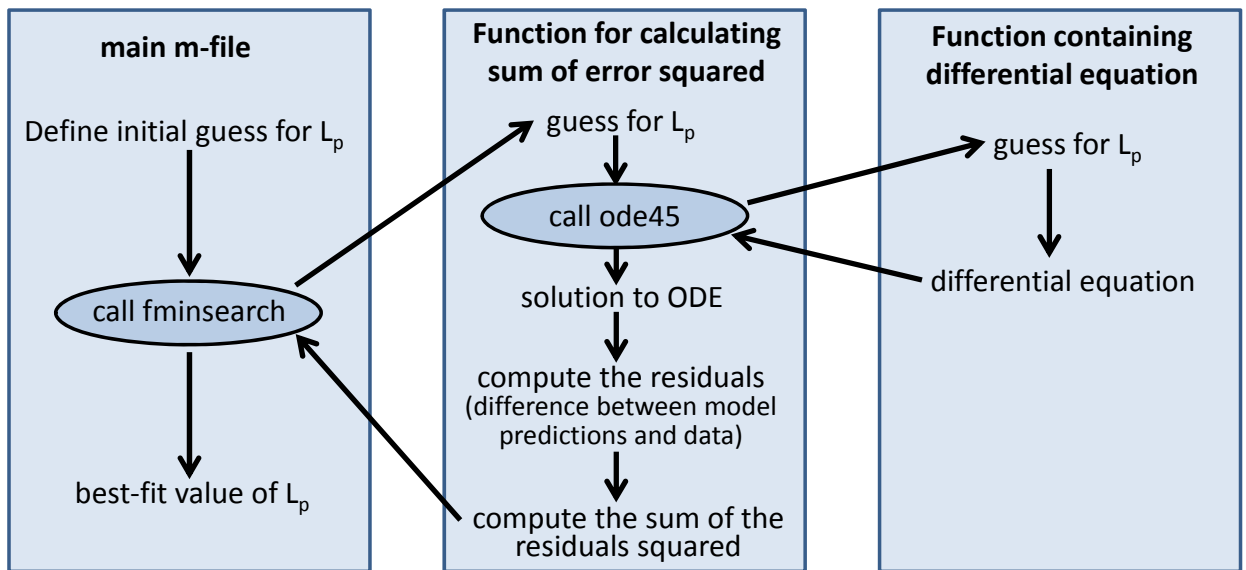 main m-file
Define initial guess for Lp
call fminsearch
best-fit value of Lp
Function for calculating
sum of error squared
guess for Lp
call ode45
solution to ODE
compute the residuals
(difference between model
predictions and data)
compute the sum of the
residuals squared
Function containing
differential equation
guess for Lp
differential equation